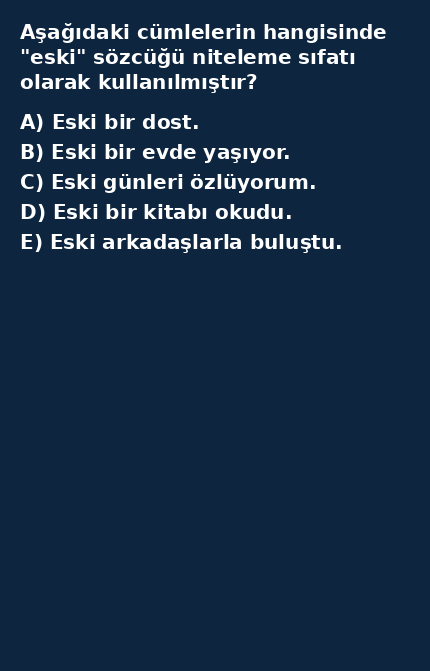 Aşağıdaki cümlelerin hangisinde
"eski" sözcüğü niteleme sıfatı
olarak kullanılmıştır?
A) Eski bir dost.
B) Eski bir evde yaşıyor.
C) Eski günleri özlüyorum.
D) Eski bir kitabı okudu.
E) Eski arkadaşlarla buluştu.